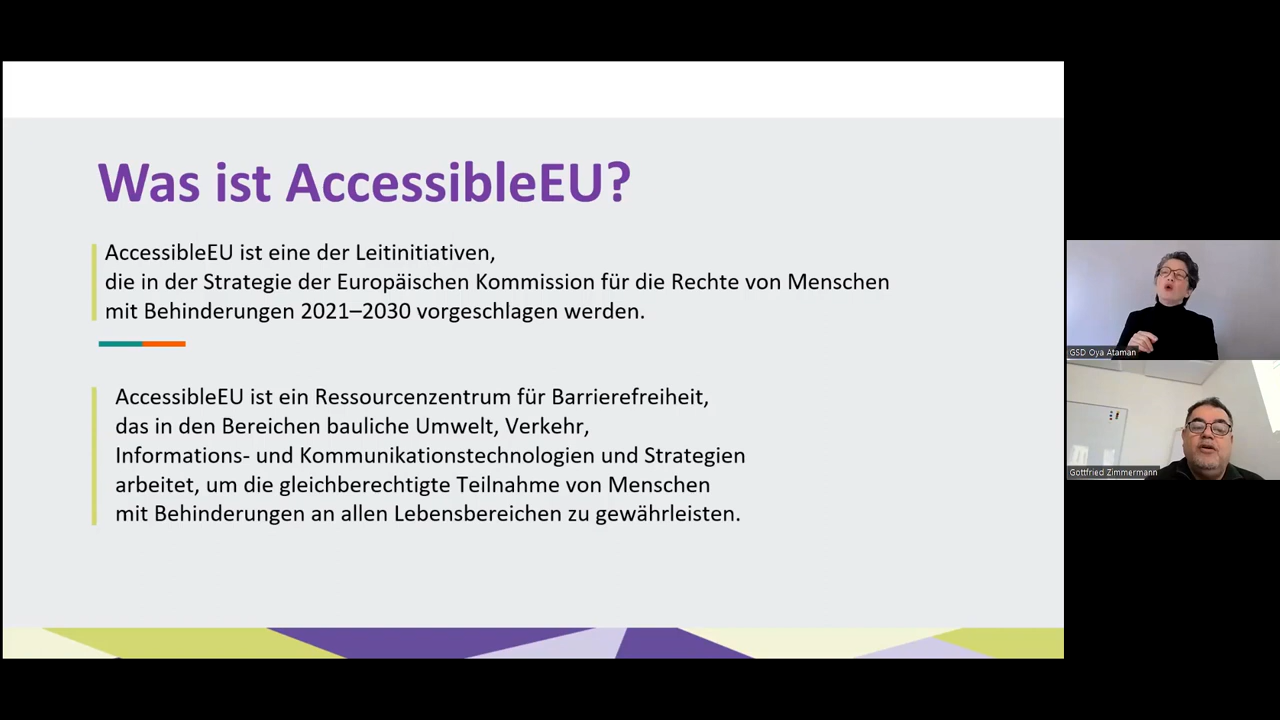 Was ist AccessibleEU?
AccessibleEU ist eine der Leitinitiativen,
die in der Strategie der Europäischen Kommission für die Rechte von Menschen
mit Behinderungen 2021–2030 vorgeschlagen werden.
AccessibleEU ist ein Ressourcenzentrum für Barrierefreiheit,
das in den Bereichen bauliche Umwelt, Verkehr,
Informations- und Kommunikationstechnologien und Strategien
arbeitet, um die gleichberechtigte Teilnahme von Menschen
mit Behinderungen an allen Lebensbereichen zu gewährleisten.
GSD Oya Ataman
Gottfried Zimmermann